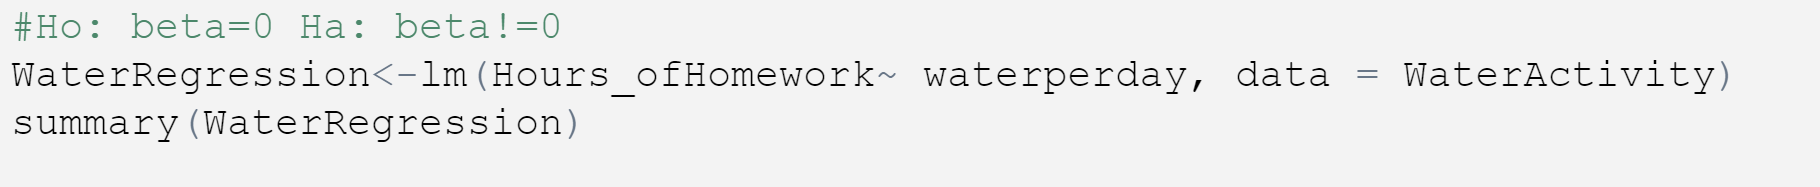 #Ho: beta=0 Ha: beta!=0
WaterRegression<-lm(Hours_ofHomework~ waterperday, data = WaterActivity)
summary(WaterRegression)